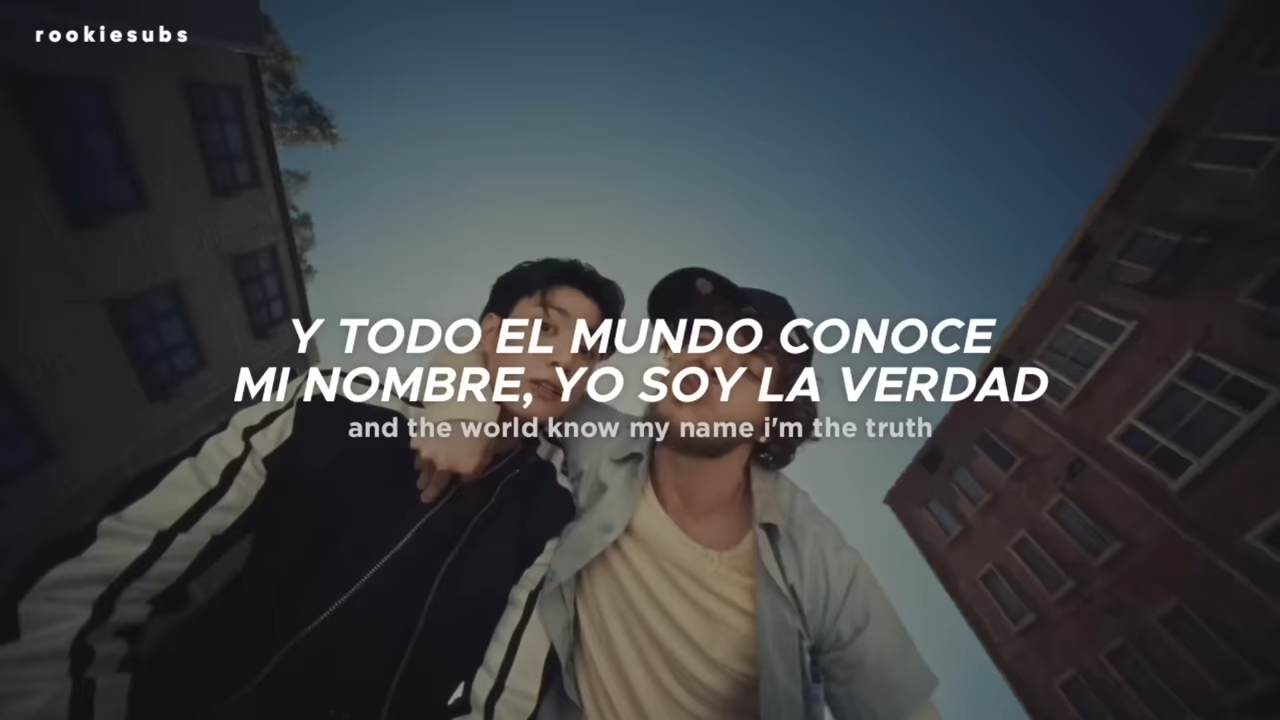 rookiesubs
Y TODO EL MUNDO CONOCE
MI NOMBRE, YO SOY LA VERDAD
and the world know my name i'm the truth